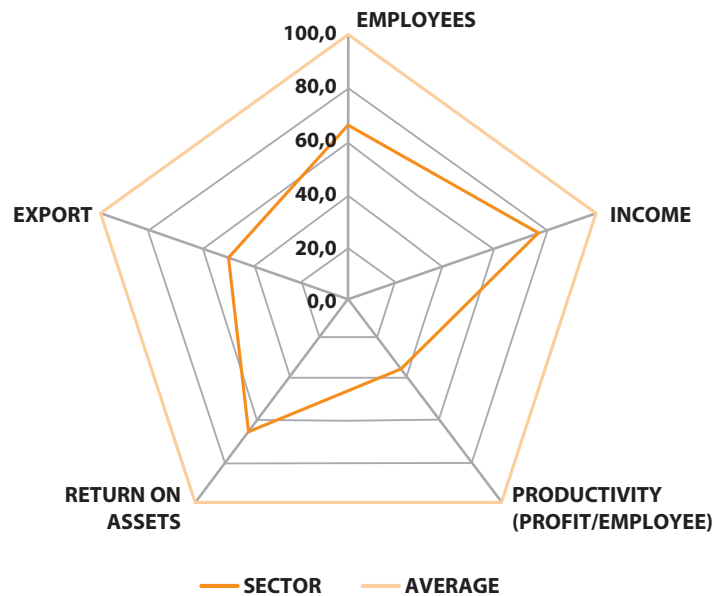 EMPLOYEES
100,0
80,0
60,0
40,0
20,0
0,0
EXPORT
INCOME
RETURN ON
ASSETS
PRODUCTIVITY
(PROFIT/EMPLOYEE)
SECTOR
AVERAGE